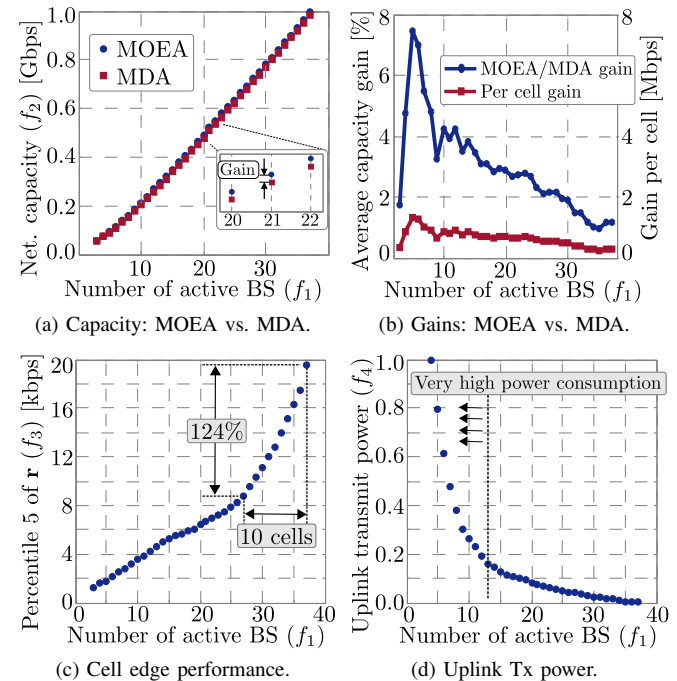 1.0
0.8
0.6
0.4
0.2
0.0
Net. capacity (f2) [Gbps]
MOEA
MDA
Gain
20 21 22
10 20 30
Number of active BS (f1)
(a) Capacity: MOEA vs. MDA.
8
6
4
2
0
Average capacity gain [%]
MOEA/MDA gain
Per cell gain
8
4
2
0
Gain per cell [Mbps]
10 20 30
Number of active BS (f1)
(b) Gains: MOEA vs. MDA.
20
16
12
8
4
0
Percentile 5 of r (f3) [kbps]
124%
10 cells
0 10 20 30 40
Number of active BS (f1)
(c) Cell edge performance.
1.0
0.8
0.6
0.4
0.2
0.0
Uplink transmit power (f4)
Very high power consumption
0 10 20 30 40
Number of active BS (f1)
(d) Uplink Tx power.